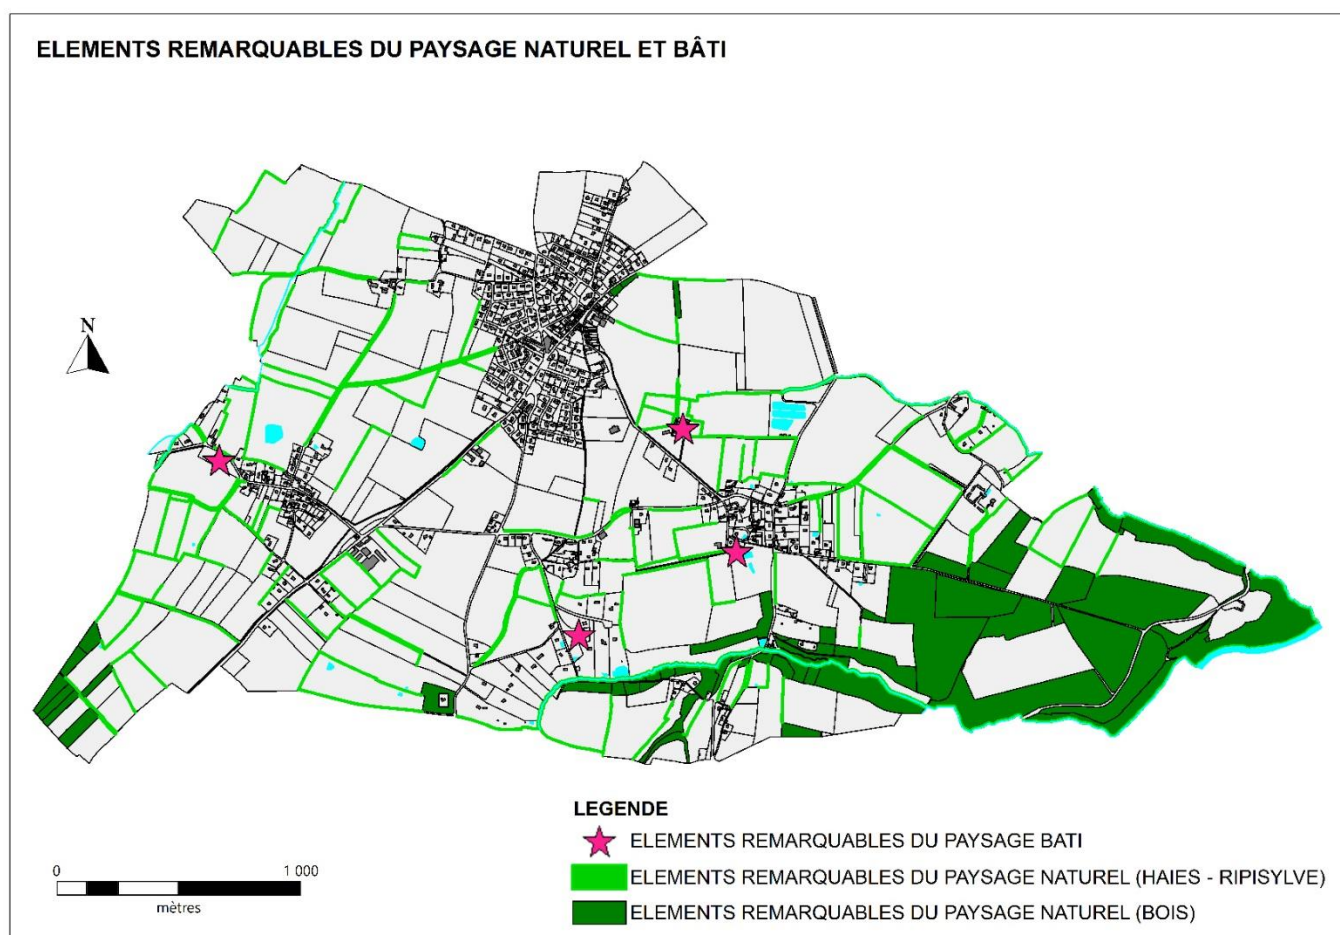 ELEMENTS REMARQUABLES DU PAYSAGE NATUREL ET BÂTI
N
LEGENDE
ELEMENTS REMARQUABLES DU PAYSAGE BATI
ELEMENTS REMARQUABLES DU PAYSAGE NATUREL (HAIES - RIPISYLVE)
ELEMENTS REMARQUABLES DU PAYSAGE NATUREL (BOIS)
0 1 000
mètres